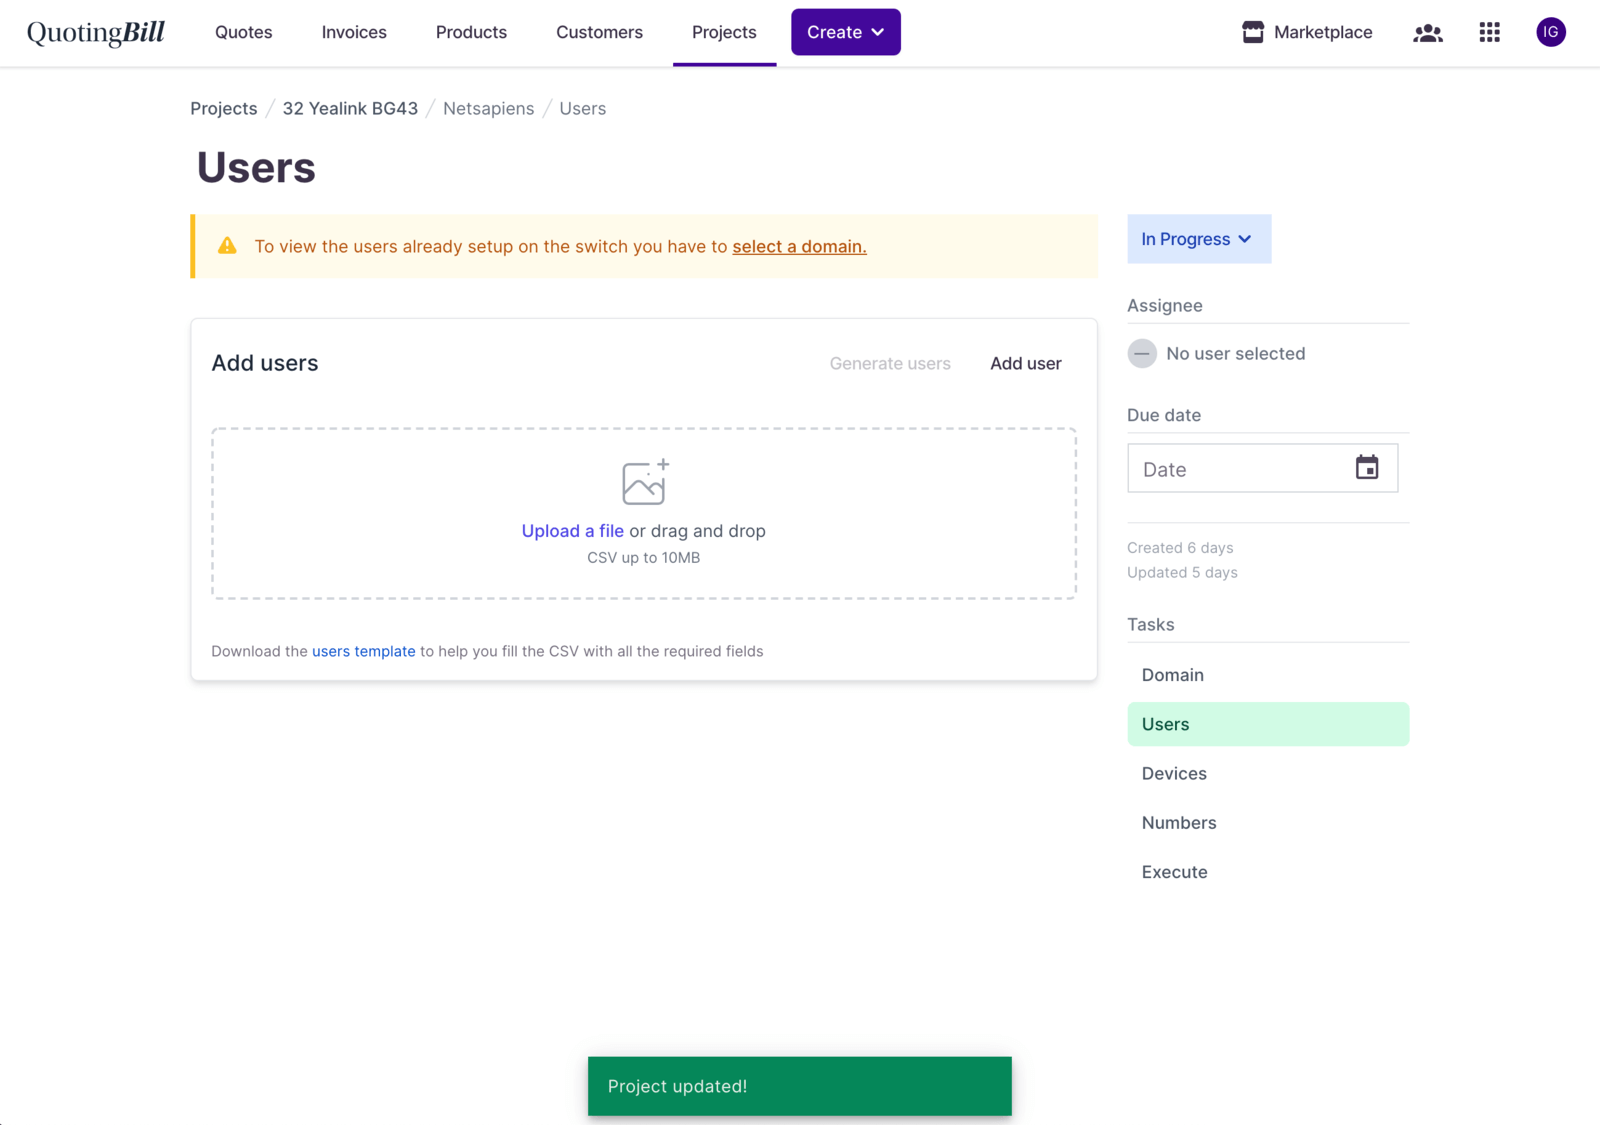 QuotingBill
Quotes
Invoices
Products
Customers
Projects
Create
Marketplace
IG
Projects / 32 Yealink BG43 / Netsapiens / Users
Users
To view the users already setup on the switch you have to select a domain.
Add users
Generate users
Add user
Upload a file or drag and drop
CSV up to 10MB
Download the users template to help you fill the CSV with all the required fields
In Progress
Assignee
No user selected
Due date
Date
Created 6 days
Updated 5 days
Tasks
Domain
Users
Devices
Numbers
Execute
Project updated!